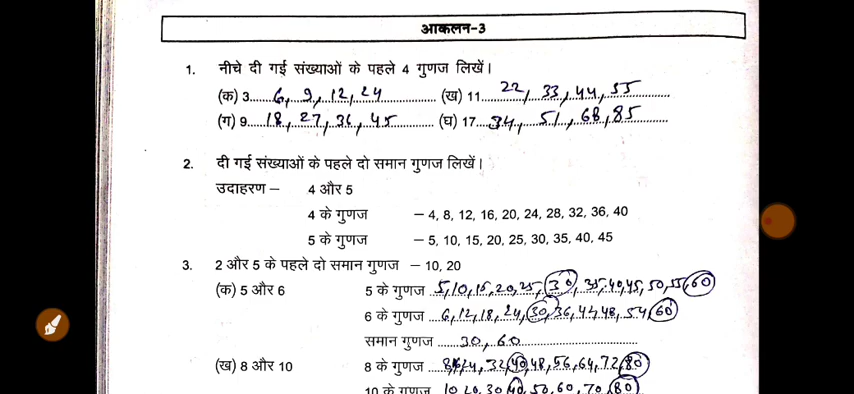 आकलन-3
1. नीचे दी गई संख्याओं के पहले 4 गुणज लिखें।
(क) 3 6, 9, 12, 24 (ख) 11 22, 33, 44, 55
(ग) 9 18, 27, 36, 45 (घ) 17 34, 51, 68, 85
2. दी गई संख्याओं के पहले दो समान गुणज लिखें।
उदाहरण – 4 और 5
4 के गुणज – 4, 8, 12, 16, 20, 24, 28, 32, 36, 40
5 के गुणज – 5, 10, 15, 20, 25, 30, 35, 40, 45
3. 2 और 5 के पहले दो समान गुणज – 10, 20
(क) 5 और 6 5 के गुणज 5, 10, 15, 20, 25, 30, 35, 40, 45, 50, 55, 60
6 के गुणज 6, 12, 18, 24, 30, 36, 44, 48, 54, 60
समान गुणज 30, 60
(ख) 8 और 10 8 के गुणज 8, 24, 32, 40, 48, 56, 64, 72, 80
10 के गुणज 10 20, 30 40, 50, 60, 70, 80